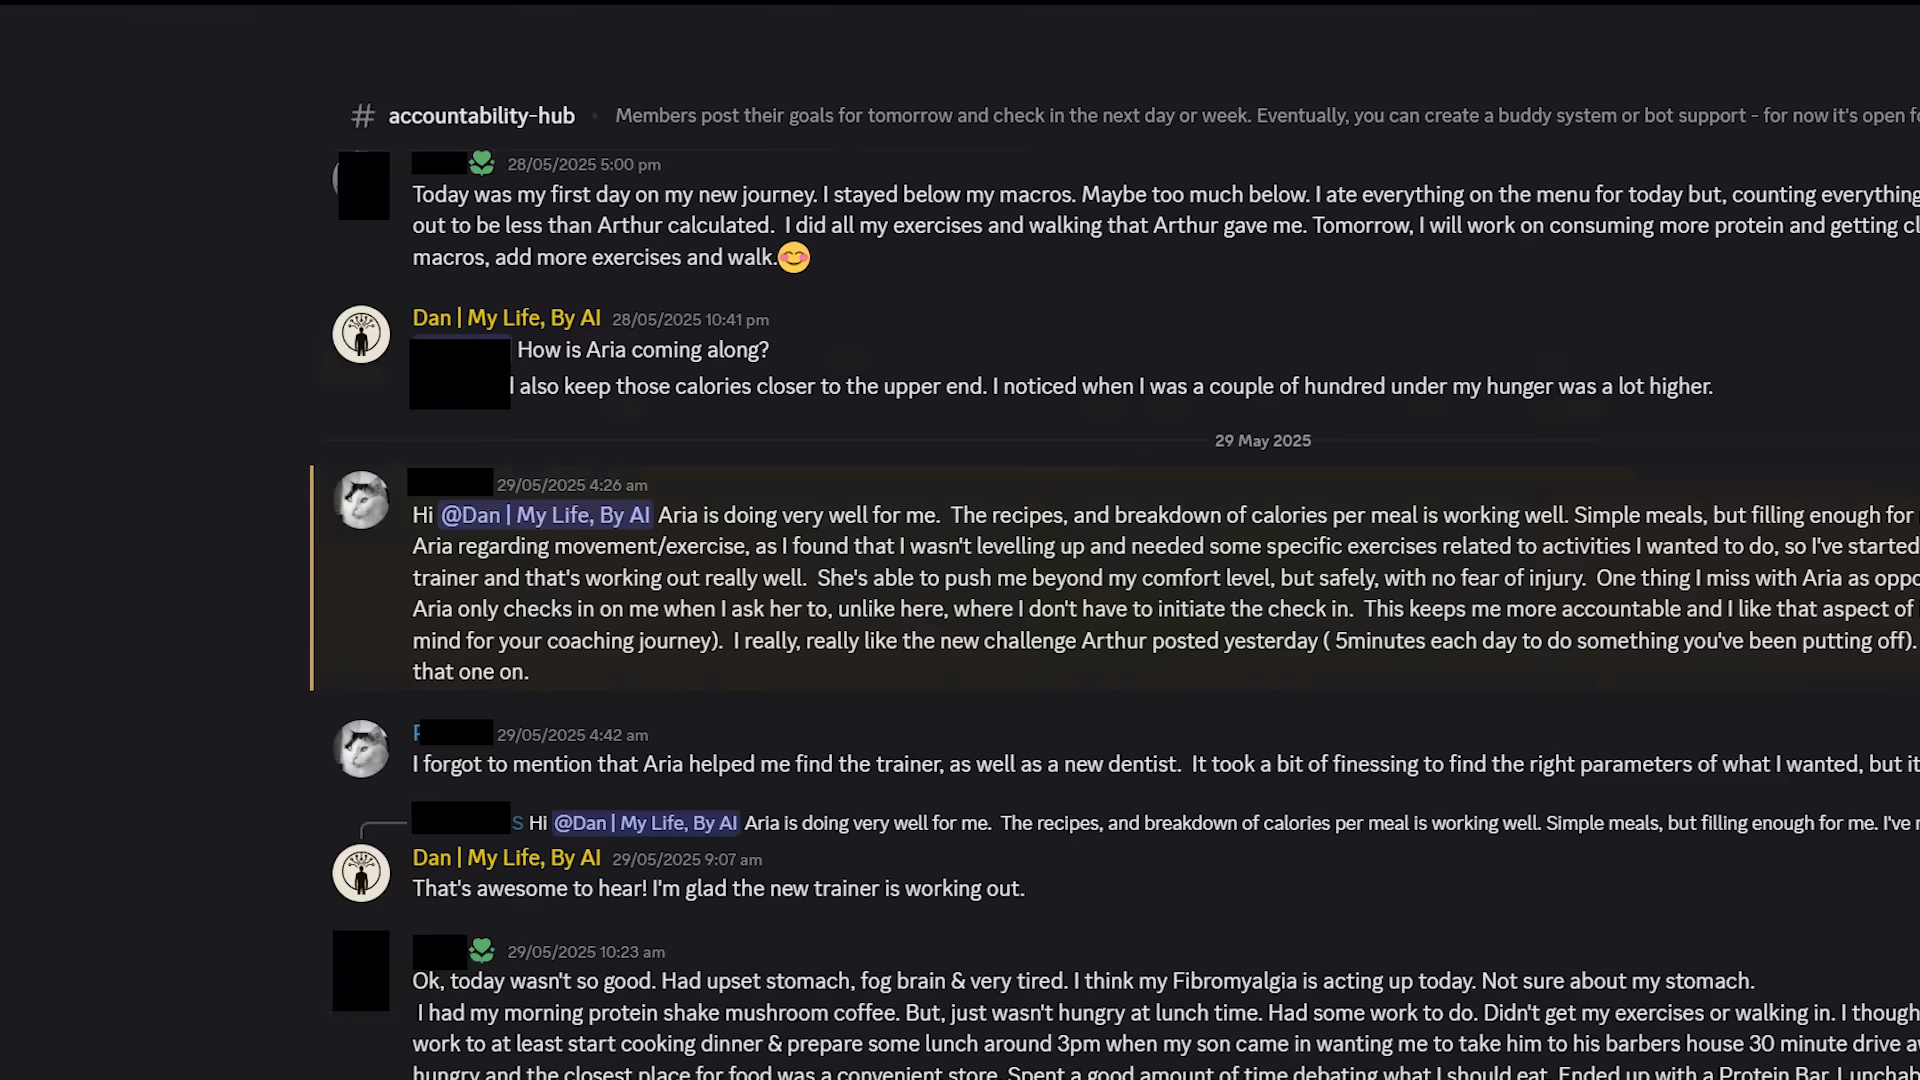 # accountability-hub • Members post their goals for tomorrow and check in the next day or week. Eventually, you can create a buddy system or bot support - for now it's open
28/05/2025 5:00 pm
Today was my first day on my new journey. I stayed below my macros. Maybe too much below. I ate everything on the menu for today but, counting everything
out to be less than Arthur calculated. I did all my exercises and walking that Arthur gave me. Tomorrow, I will work on consuming more protein and getting
macros, add more exercises and walk.😊
Dan | My Life, By AI 28/05/2025 10:41 pm
How is Aria coming along?
I also keep those calories closer to the upper end. I noticed when I was a couple of hundred under my hunger was a lot higher.
29 May 2025
29/05/2025 4:26 am
Hi @Dan | My Life, By AI Aria is doing very well for me. The recipes, and breakdown of calories per meal is working well. Simple meals, but filling enough for
Aria regarding movement/exercise, as I found that I wasn't levelling up and needed some specific exercises related to activities I wanted to do, so I've started
trainer and that's working out really well. She's able to push me beyond my comfort level, but safely, with no fear of injury. One thing I miss with Aria as
Aria only checks in on me when I ask her to, unlike here, where I don't have to initiate the check in. This keeps me more accountable and I like that aspect of
mind for your coaching journey). I really, really like the new challenge Arthur posted yesterday ( 5minutes each day to do something you've been putting off).
that one on.
29/05/2025 4:42 am
I forgot to mention that Aria helped me find the trainer, as well as a new dentist. It took a bit of finessing to find the right parameters of what I wanted, but it
S Hi @Dan | My Life, By AI Aria is doing very well for me. The recipes, and breakdown of calories per meal is working well. Simple meals, but filling enough for me. I've
Dan | My Life, By AI 29/05/2025 9:07 am
That's awesome to hear! I'm glad the new trainer is working out.
29/05/2025 10:23 am
Ok, today wasn't so good. Had upset stomach, fog brain & very tired. I think my Fibromyalgia is acting up today. Not sure about my stomach.
I had my morning protein shake mushroom coffee. But, just wasn't hungry at lunch time. Had some work to do. Didn't get my exercises or walking in. I
work to at least start cooking dinner & prepare some lunch around 3pm when my son came in wanting me to take him to his barbers house 30 minute drive
hungry and the closest place for food was a convenient store. Spent a good amount of time debating what I should eat. Ended up with a Protein Bar,